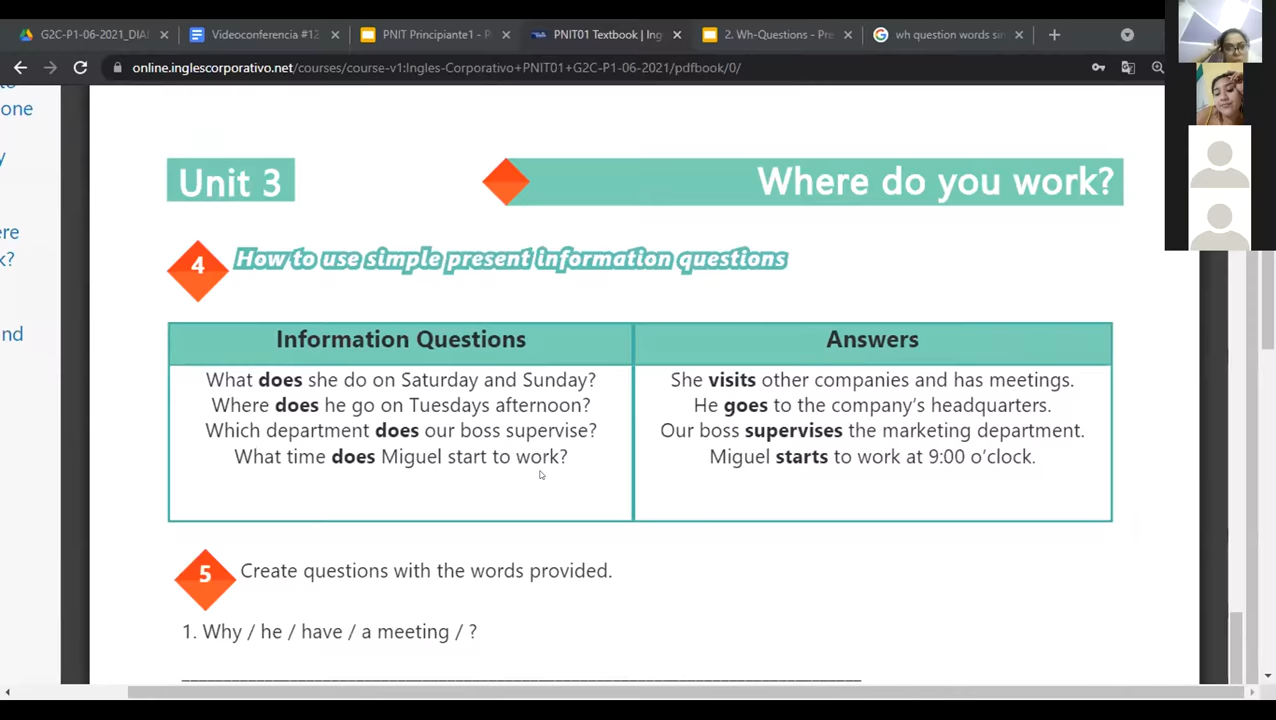 G2C-P1-06-2021_DIA
Videoconferencia #12
PNIT Principiante1 - P
PNIT01 Textbook | Ing
2. Wh-Questions - Pre
wh question words sim
online.inglescorporativo.net/courses/course-v1:Ingles-Corporativo+PNIT01+G2C-P1-06-2021/pdfbook/0/
to
one
y
ere
k?
nd
Unit 3
Where do you work?
4
How to use simple present information questions
Information Questions
Answers
What does she do on Saturday and Sunday?
She visits other companies and has meetings.
Where does he go on Tuesdays afternoon?
He goes to the company's headquarters.
Which department does our boss supervise?
Our boss supervises the marketing department.
What time does Miguel start to work?
Miguel starts to work at 9:00 o'clock.
5
Create questions with the words provided.
1. Why / he / have / a meeting / ?